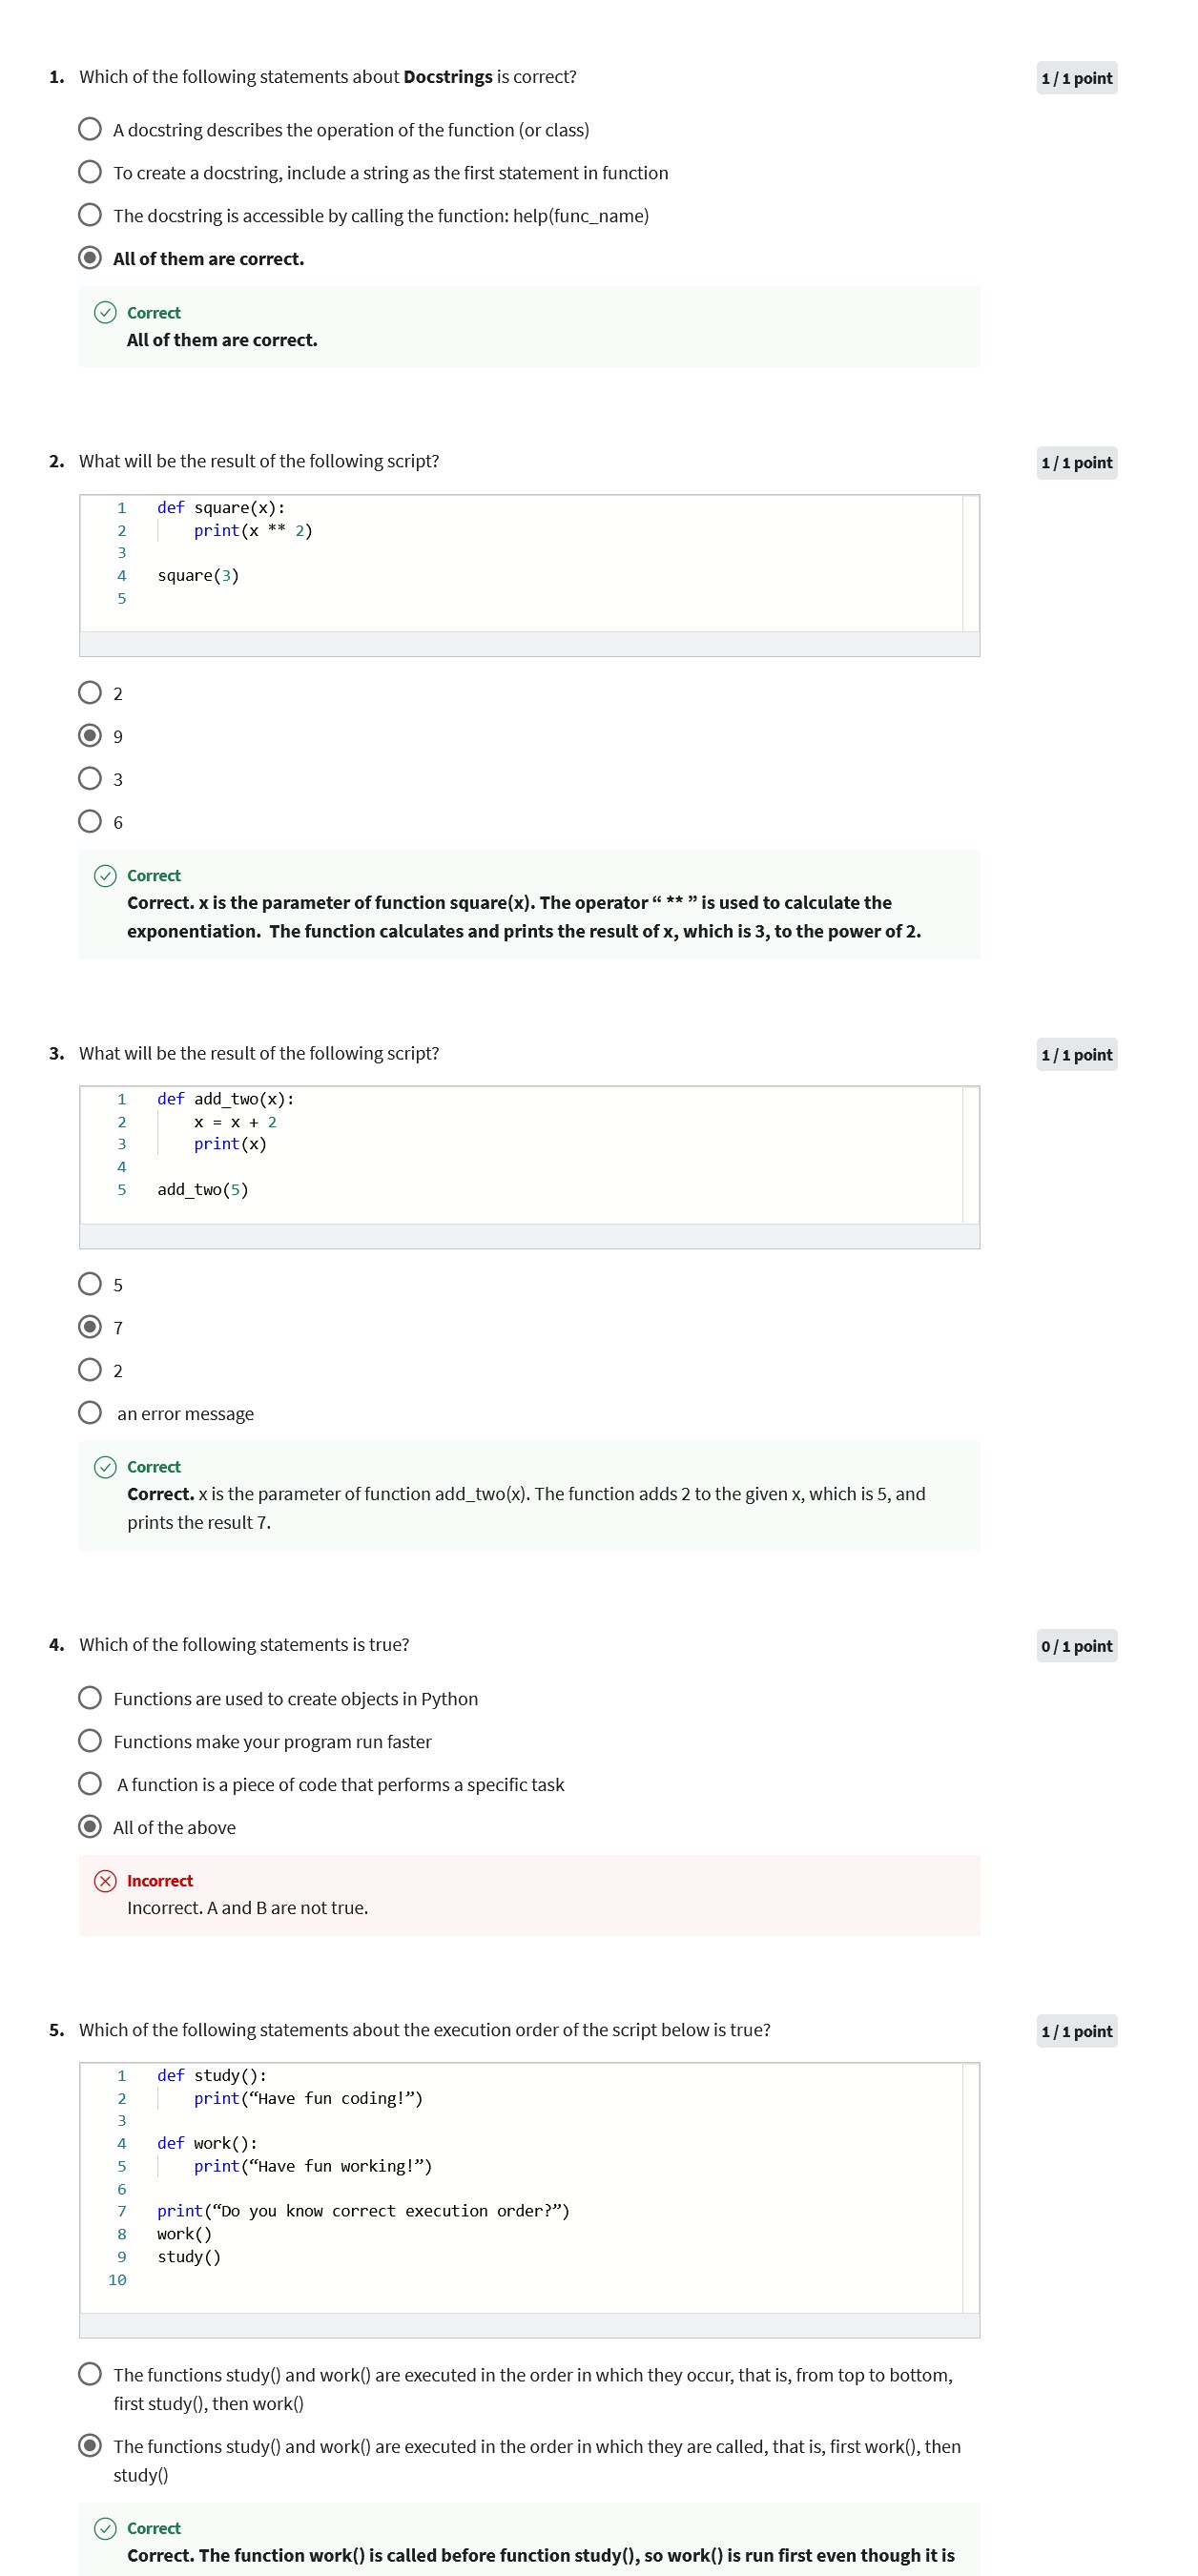 1. Which of the following statements about Docstrings is correct?
1 / 1 point
A docstring describes the operation of the function (or class)
To create a docstring, include a string as the first statement in function
The docstring is accessible by calling the function: help(func_name)
All of them are correct.
Correct
All of them are correct.
2. What will be the result of the following script?
1 / 1 point
1 def square(x):
2     print(x ** 2)
3
4 square(3)
5
2
9
3
6
Correct
Correct. x is the parameter of function square(x). The operator “ ** ” is used to calculate the
exponentiation.  The function calculates and prints the result of x, which is 3, to the power of 2.
3. What will be the result of the following script?
1 / 1 point
1 def add_two(x):
2     x = x + 2
3     print(x)
4
5 add_two(5)
5
7
2
an error message
Correct
Correct. x is the parameter of function add_two(x). The function adds 2 to the given x, which is 5, and
prints the result 7.
4. Which of the following statements is true?
0 / 1 point
Functions are used to create objects in Python
Functions make your program run faster
A function is a piece of code that performs a specific task
All of the above
Incorrect
Incorrect. A and B are not true.
5. Which of the following statements about the execution order of the script below is true?
1 / 1 point
1 def study():
2     print(“Have fun coding!”)
3
4 def work():
5     print(“Have fun working!”)
6
7 print(“Do you know correct execution order?”)
8 work()
9 study()
10
The functions study() and work() are executed in the order in which they occur, that is, from top to bottom,
first study(), then work()
The functions study() and work() are executed in the order in which they are called, that is, first work(), then
study()
Correct
Correct. The function work() is called before function study(), so work() is run first even though it is